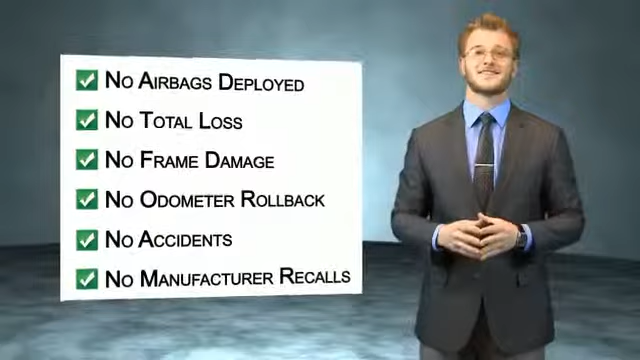 No Airbags Deployed
No Total Loss
No Frame Damage
No Odometer Rollback
No Accidents
No Manufacturer Recalls